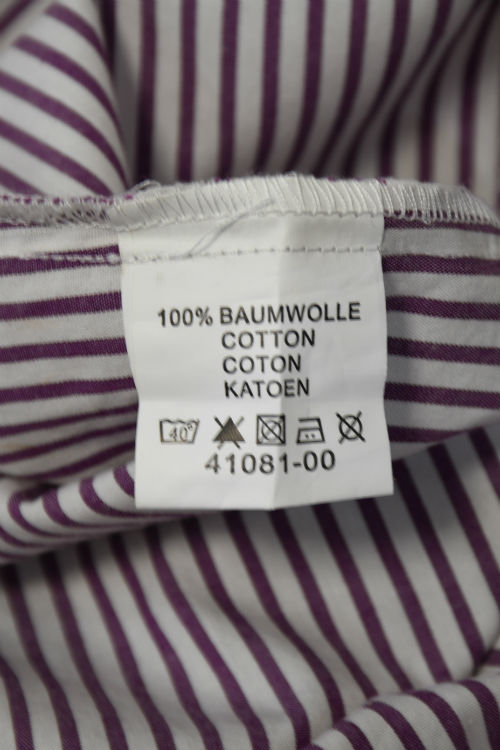 100% BAUMWOLLE
COTTON
COTON
KATOEN
40°
41081-00